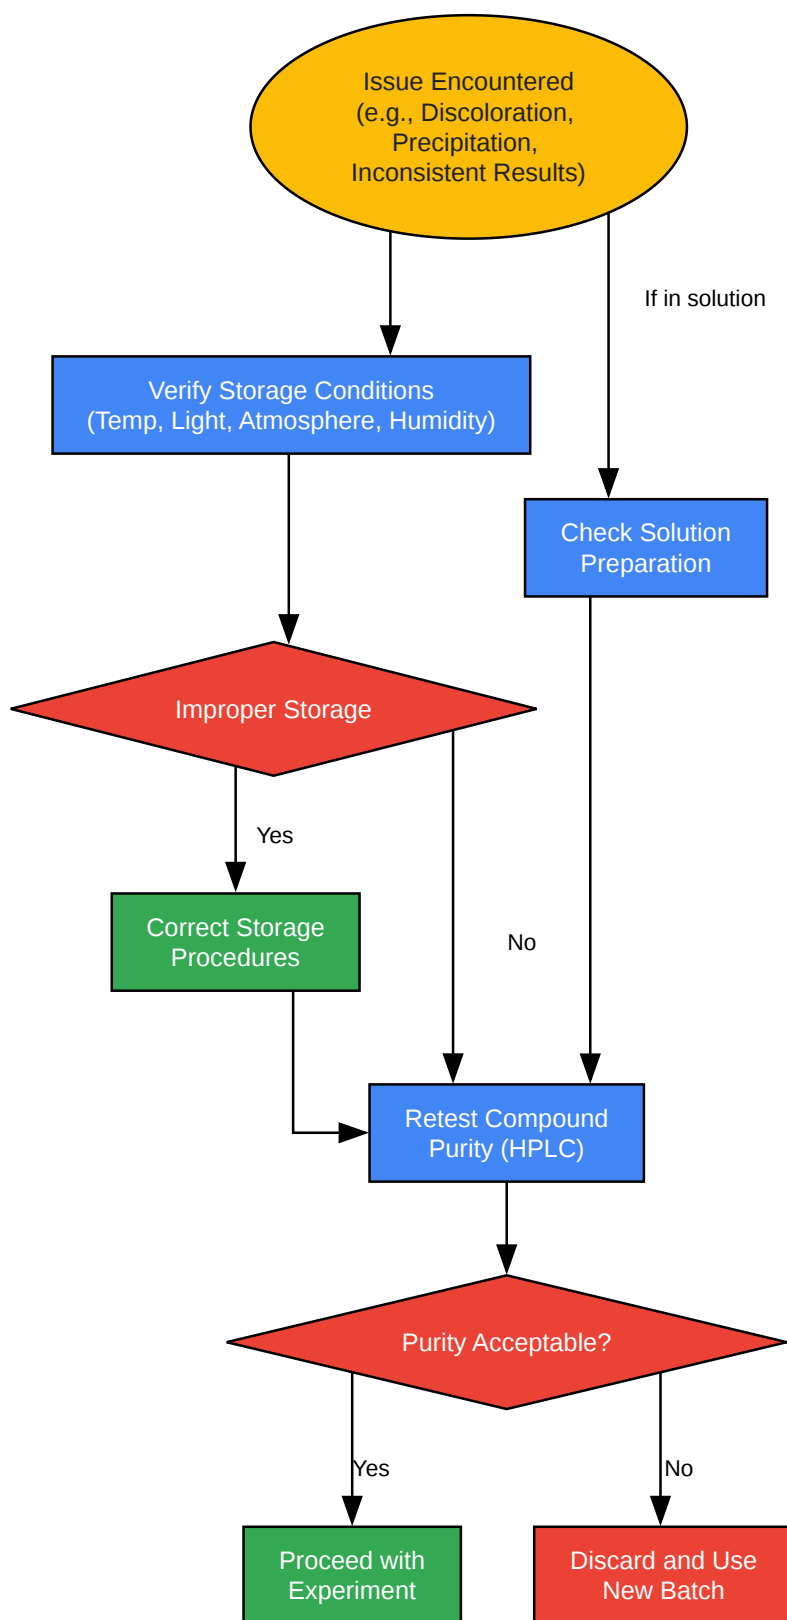 Issue Encountered
(e.g., Discoloration,
Precipitation,
Inconsistent Results)
If in solution
Verify Storage Conditions
(Temp, Light, Atmosphere, Humidity)
Check Solution
Preparation
Improper Storage
Yes
Correct Storage
Procedures
No
Retest Compound
Purity (HPLC)
Purity Acceptable?
Yes
No
Proceed with
Experiment
Discard and Use
New Batch